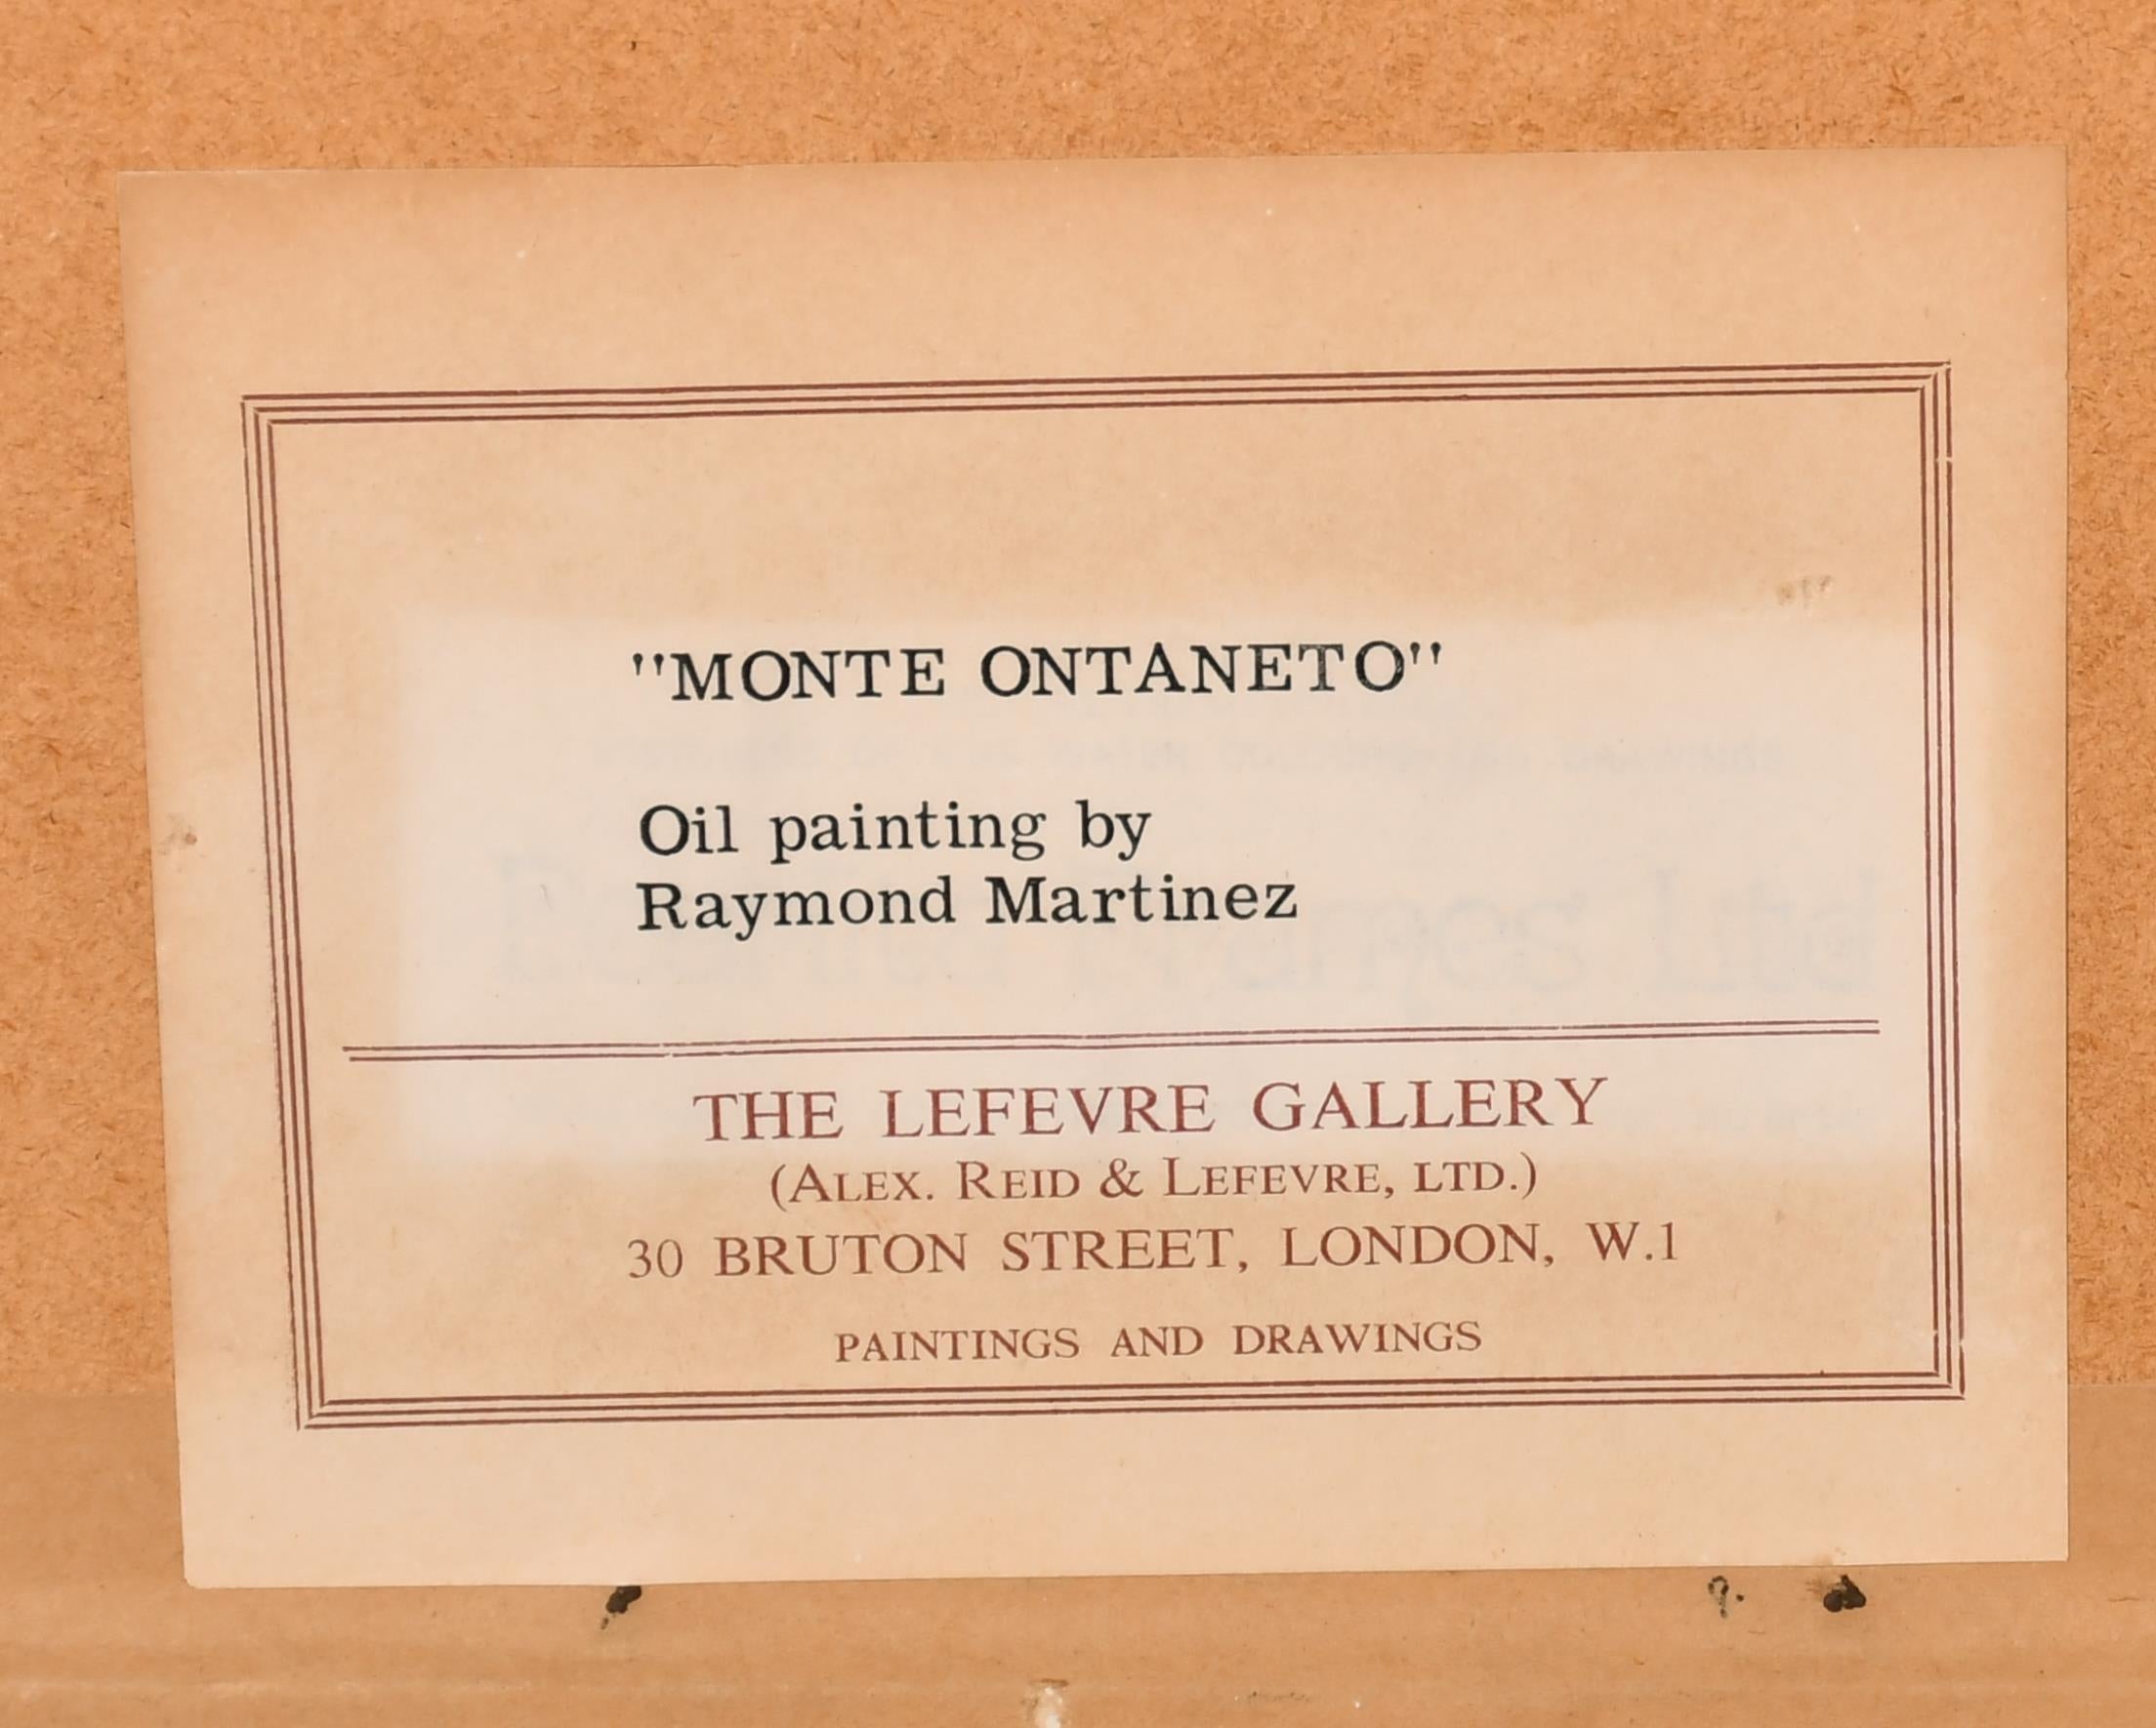 "MONTE ONTANETO"
Oil painting by
Raymond Martinez
THE LEFEVRE GALLERY
(ALEX. REID & LEFEVRE, LTD.)
30 BRUTON STREET, LONDON, W.1
PAINTINGS AND DRAWINGS